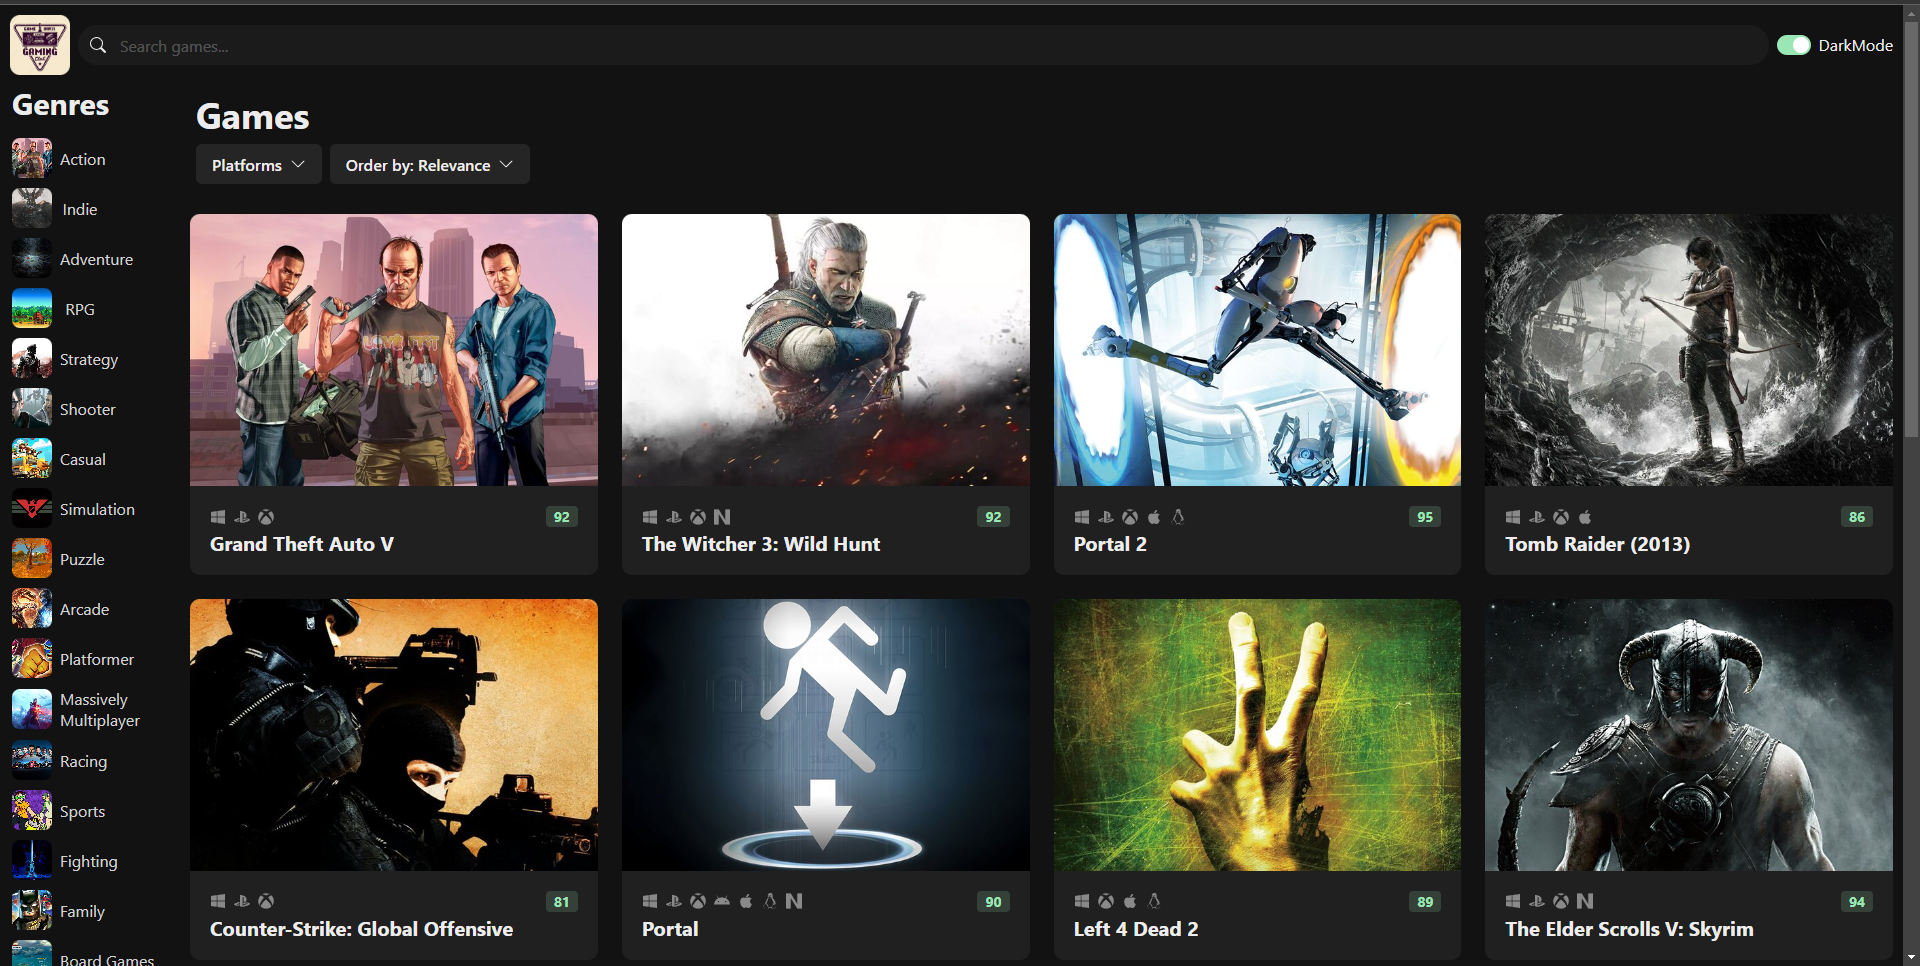 GAMING
Search games...
DarkMode
Genres
Action
Indie
Adventure
RPG
Strategy
Shooter
Casual
Simulation
Puzzle
Arcade
Platformer
Massively
Multiplayer
Racing
Sports
Fighting
Family
Board Games
Games
Platforms
Order by: Relevance
92
Grand Theft Auto V
92
The Witcher 3: Wild Hunt
95
Portal 2
86
Tomb Raider (2013)
81
Counter-Strike: Global Offensive
90
Portal
89
Left 4 Dead 2
94
The Elder Scrolls V: Skyrim